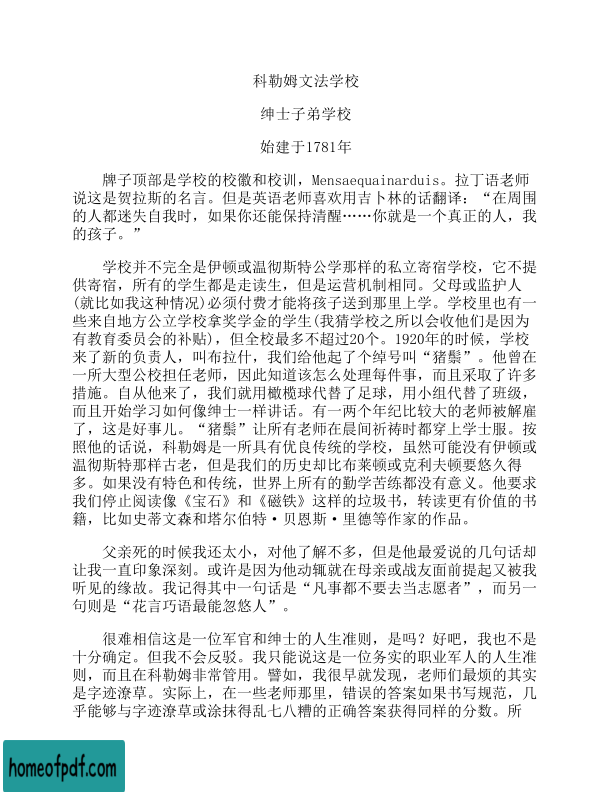 科勒姆文法学校
绅士子弟学校
始建于1781年
牌子顶部是学校的校徽和校训，Mensaequainarduis。拉丁语老师
说这是贺拉斯的名言。但是英语老师喜欢用吉卜林的话翻译：“在周围
的人都迷失自我时，如果你还能保持清醒……你就是一个真正的人，我
的孩子。”
学校并不完全是伊顿或温彻斯特公学那样的私立寄宿学校，它不提
供寄宿，所有的学生都是走读生，但是运营机制相同。父母或监护人
(就比如我这种情况)必须付费才能将孩子送到那里上学。学校里也有一
些来自地方公立学校拿奖学金的学生(我猜学校之所以会收他们是因为
有教育委员会的补贴)，但全校最多不超过20个。1920年的时候，学校
来了新的负责人，叫布拉什，我们给他起了个绰号叫“猪鬃”。他曾在
一所大型公校担任老师，因此知道该怎么处理每件事，而且采取了许多
措施。自从他来了，我们就用橄榄球代替了足球，用小组代替了班级，
而且开始学习如何像绅士一样讲话。有一两个年纪比较大的老师被解雇
了，这是好事儿。“猪鬃”让所有老师在晨间祈祷时都穿上学士服。按
照他的话说，科勒姆是一所具有优良传统的学校，虽然可能没有伊顿或
温彻斯特那样古老，但是我们的历史却比布莱顿或克利夫顿要悠久得
多。如果没有特色和传统，世界上所有的勤学苦练都没有意义。他要求
我们停止阅读像《宝石》和《磁铁》这样的垃圾书，转读更有价值的书
籍，比如史蒂文森和塔尔伯特·贝恩斯·里德等作家的作品。
父亲死的时候我还太小，对他了解不多，但是他最爱说的几句话却
让我一直印象深刻。或许是因为他动辄就在母亲或战友面前提起又被我
听见的缘故。我记得其中一句话是“凡事都不要去当志愿者”，而另一
句则是“花言巧语最能忽悠人”。
很难相信这是一位军官和绅士的人生准则，是吗？好吧，我也不是
十分确定。但我不会反驳。我只能说这是一位务实的职业军人的人生准
则，而且在科勒姆非常管用。譬如，我很早就发现，老师们最烦的其实
是字迹潦草。实际上，在一些老师那里，错误的答案如果书写规范，几
乎能够与字迹潦草或涂抹得乱七八糟的正确答案获得同样的分数。所
homeofpdf.com